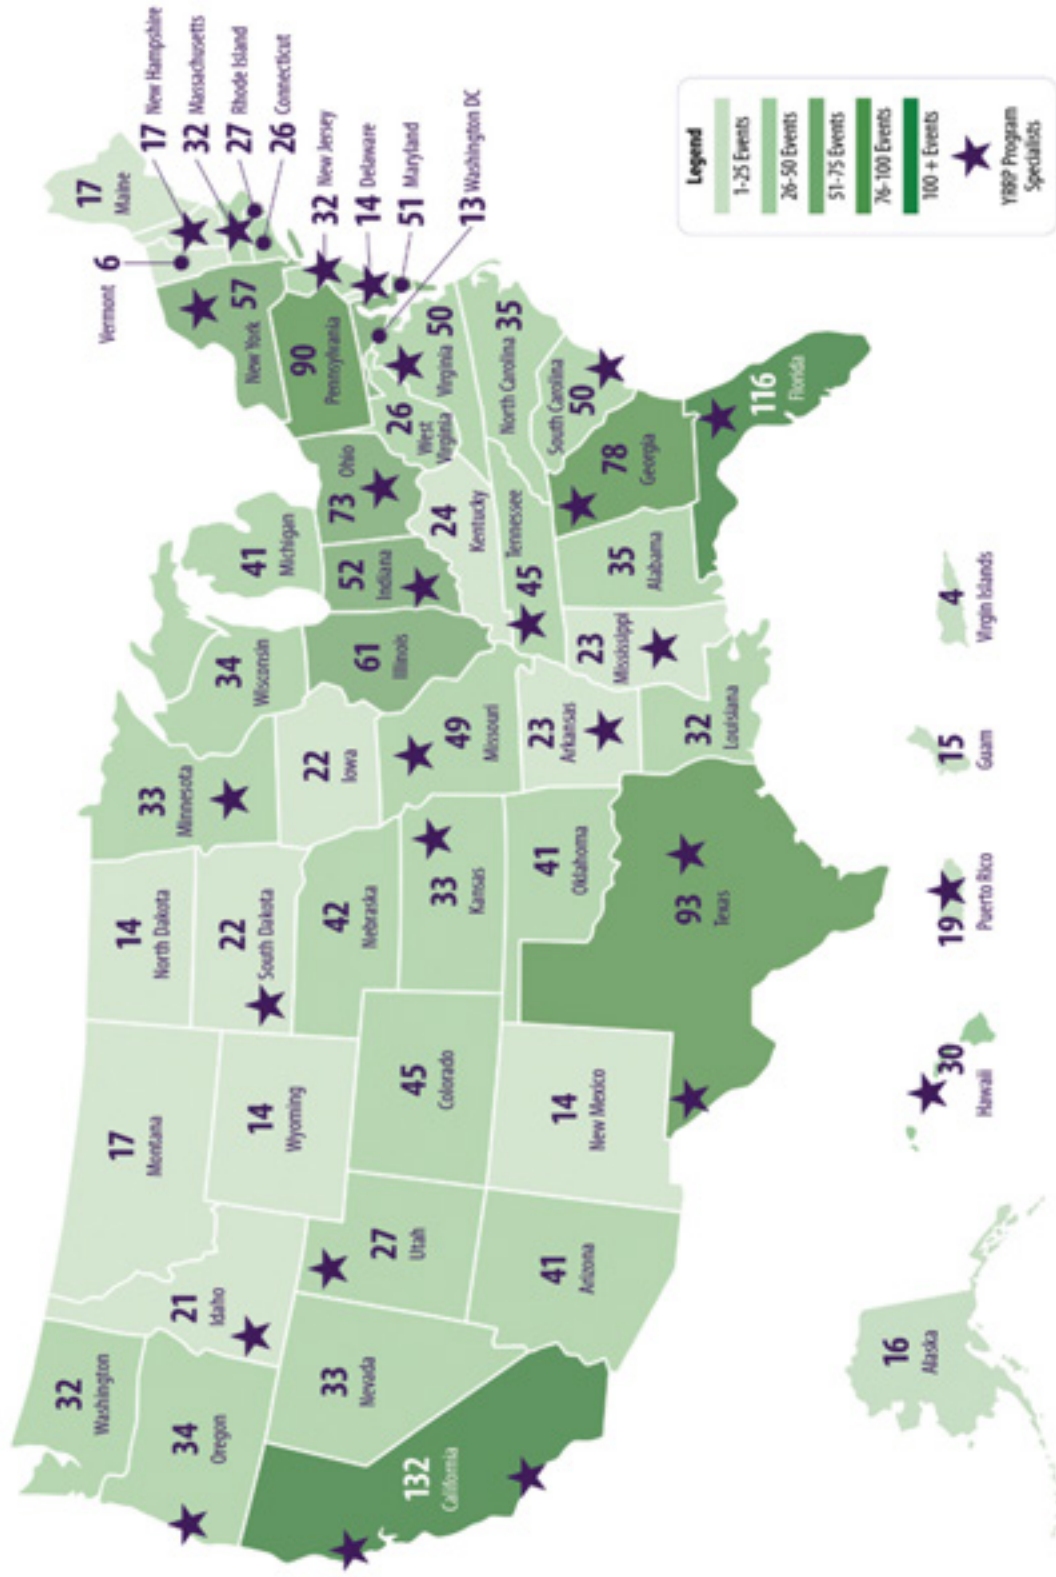 32
Washington
34
Oregon
132
California
33
Nevada
21
Idaho
17
Montana
14
Wyoming
27
Utah
41
Arizona
45
Colorado
14
New Mexico
14
North Dakota
22
South Dakota
42
Nebraska
33
Kansas
41
Oklahoma
93
Texas
33
Minnesota
22
Iowa
49
Missouri
23
Arkansas
32
Louisiana
34
Wisconsin
61
Illinois
41
Michigan
52
Indiana
73
Ohio
24
Kentucky
45
Tennessee
23
Mississippi
35
Alabama
78
Georgia
116
Florida
50
South Carolina
35
North Carolina
50
Virginia
26
West
Virginia
90
Pennsylvania
57
New York
Vermont 6
17
Maine
17 New Hampshire
32 Massachusetts
27 Rhode Island
26 Connecticut
32 New Jersey
14 Delaware
51 Maryland
13 Washington DC
16
Alaska
30
Hawaii
19
Puerto Rico
15
Guam
4
Virgin Islands
Legend
1-25 Events
26-50 Events
51-75 Events
76-100 Events
100 + Events
YRRP Program
Specialists